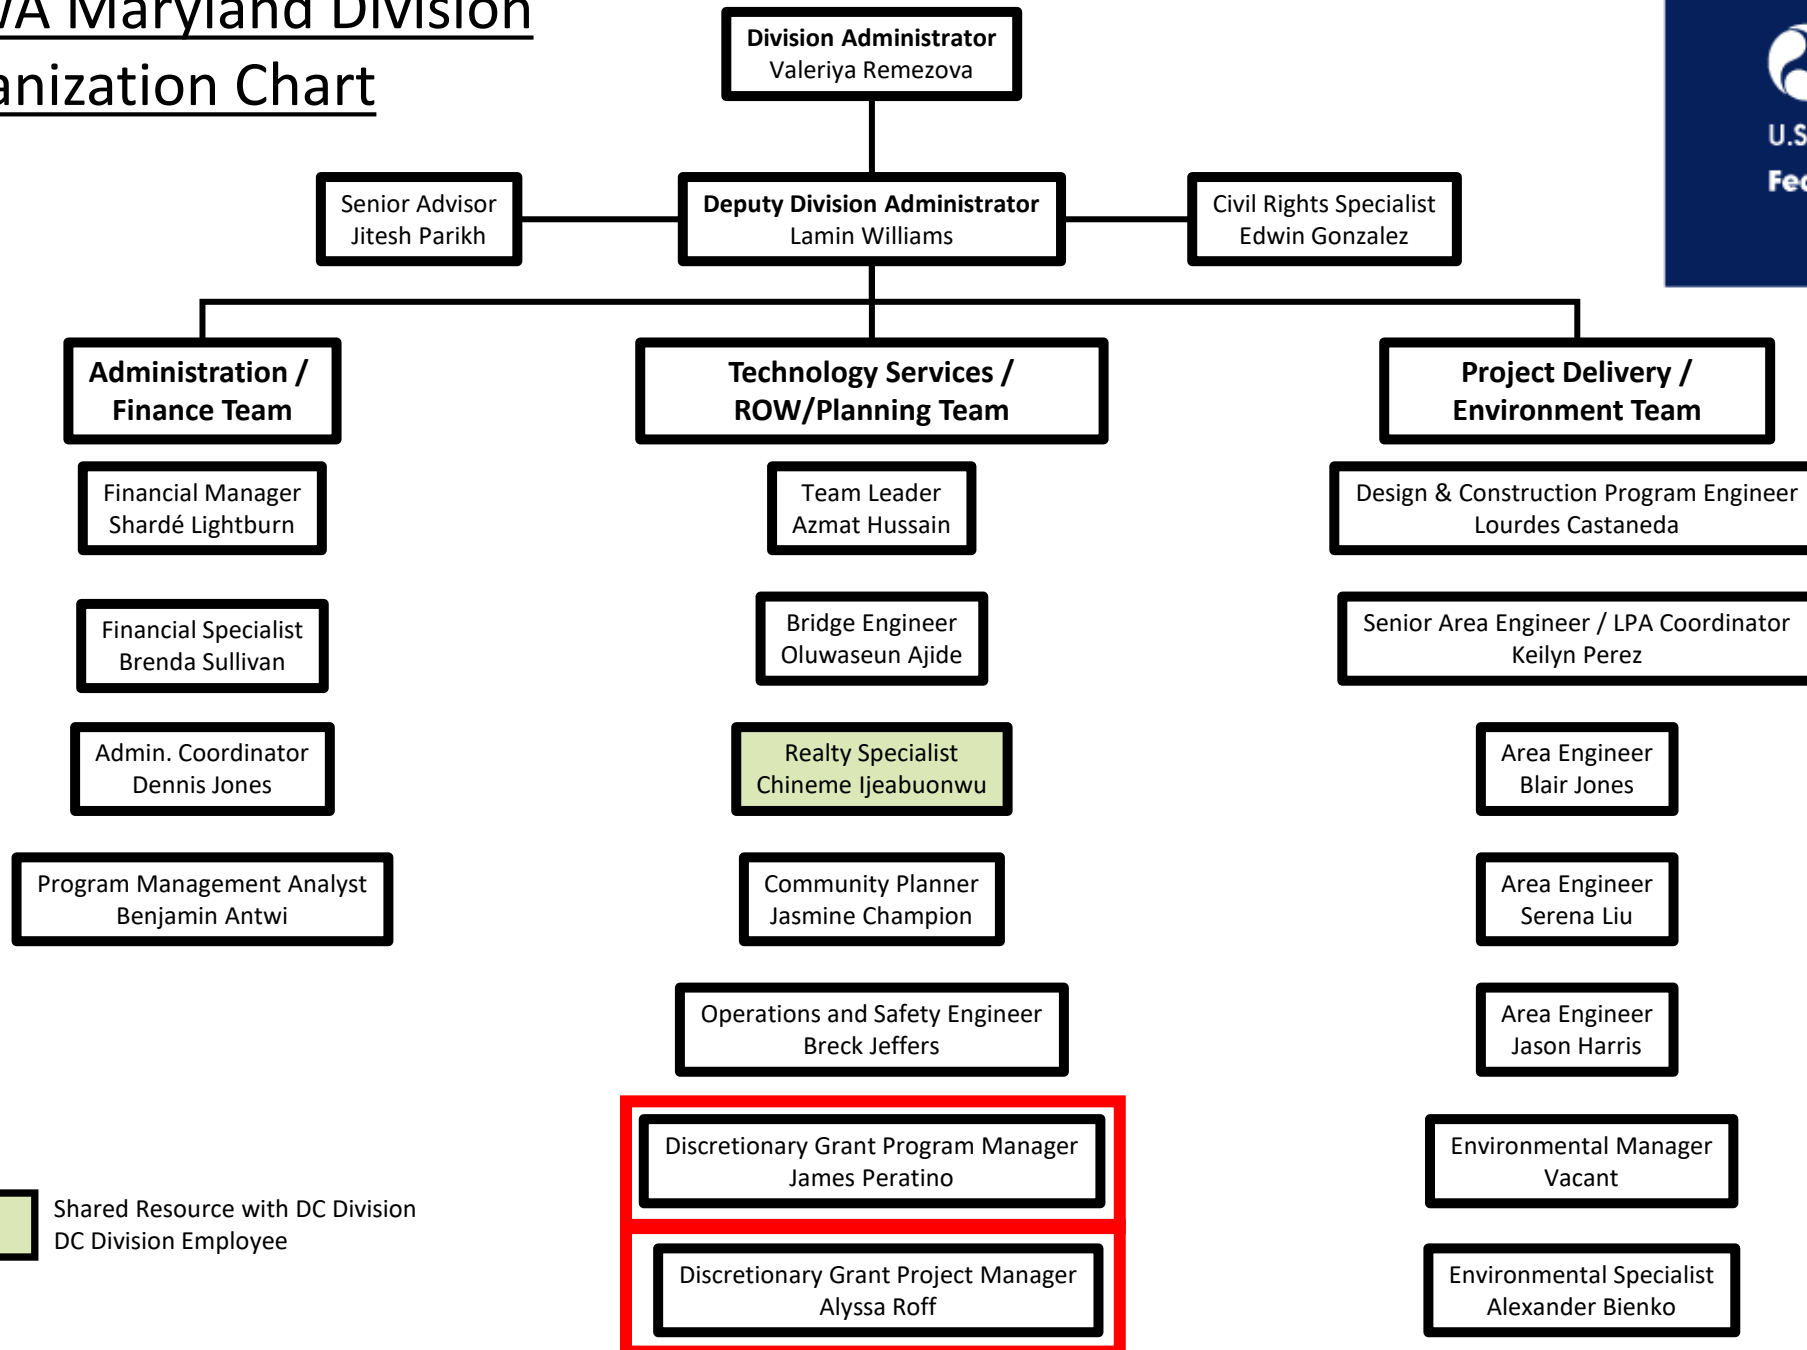 WA Maryland Division
anization Chart
Division Administrator
Valeriya Remezova
U.S
Fed
Senior Advisor
Jitesh Parikh
Deputy Division Administrator
Lamin Williams
Civil Rights Specialist
Edwin Gonzalez
Administration /
Finance Team
Technology Services /
ROW/Planning Team
Project Delivery /
Environment Team
Financial Manager
Shardé Lightburn
Team Leader
Azmat Hussain
Design & Construction Program Engineer
Lourdes Castaneda
Financial Specialist
Brenda Sullivan
Bridge Engineer
Oluwaseun Ajide
Senior Area Engineer / LPA Coordinator
Keilyn Perez
Admin. Coordinator
Dennis Jones
Realty Specialist
Chineme Ijeabuonwu
Area Engineer
Blair Jones
Program Management Analyst
Benjamin Antwi
Community Planner
Jasmine Champion
Area Engineer
Serena Liu
Operations and Safety Engineer
Breck Jeffers
Area Engineer
Jason Harris
Discretionary Grant Program Manager
James Peratino
Environmental Manager
Vacant
Shared Resource with DC Division
DC Division Employee
Discretionary Grant Project Manager
Alyssa Roff
Environmental Specialist
Alexander Bienko